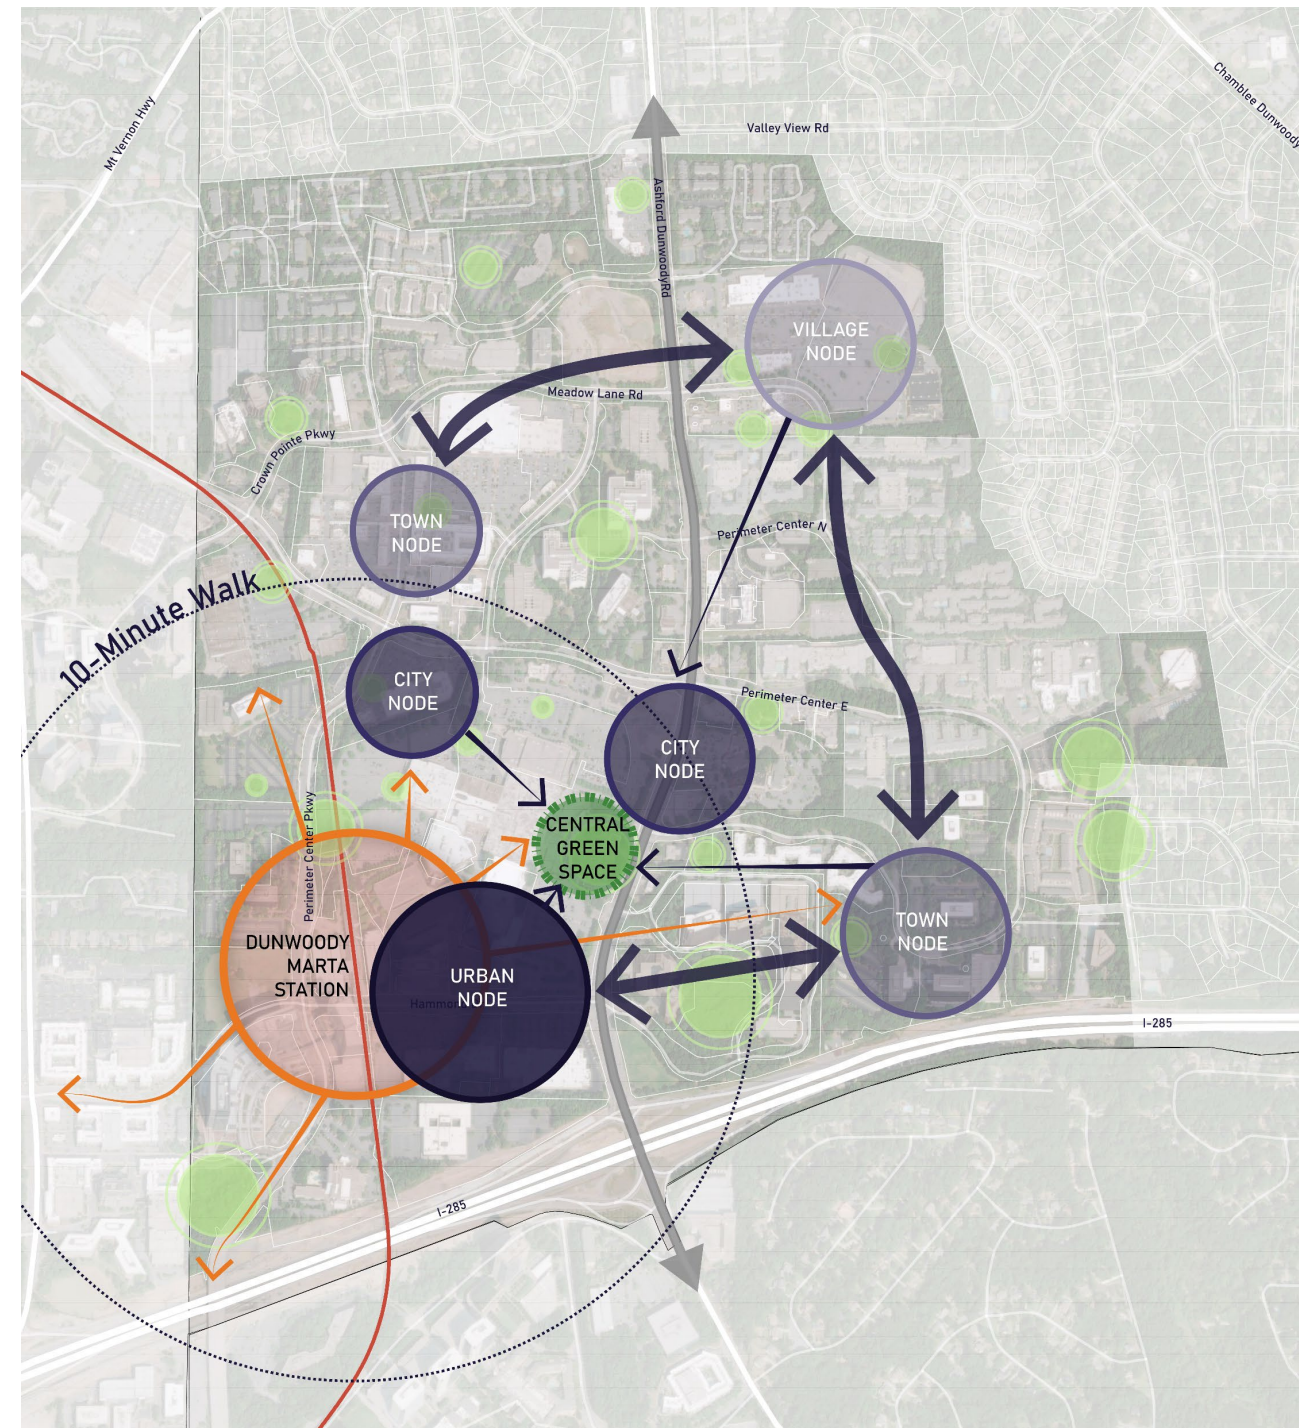 Chamblee Dunwoody
Mt Vernon Hwy
Valley View Rd
Ashford DunwoodyRd
VILLAGE
NODE
Meadow Lane Rd
Crown Pointe Pkwy
TOWN
NODE
Perimeter Center N
10-Minute Walk
CITY
NODE
Perimeter Center E
CITY
NODE
Perimeter Center Pkwy
CENTRAL
GREEN
SPACE
DUNWOODY
MARTA
STATION
URBAN
NODE
TOWN
NODE
I-285
I-285